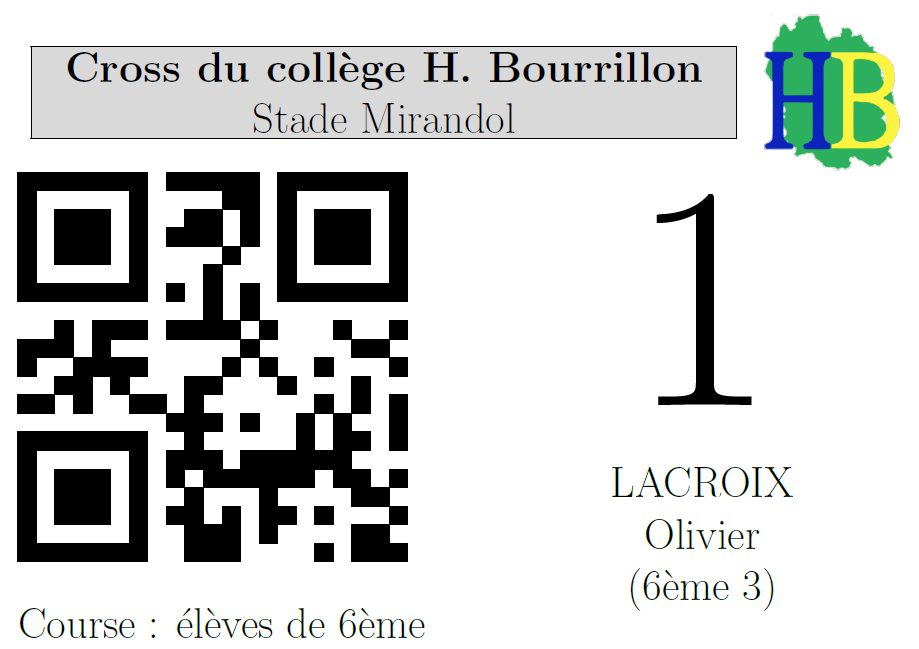 Cross du collège H. Bourrillon
Stade Mirandol
HB
1
LACROIX
Olivier
(6ème 3)
Course : élèves de 6ème